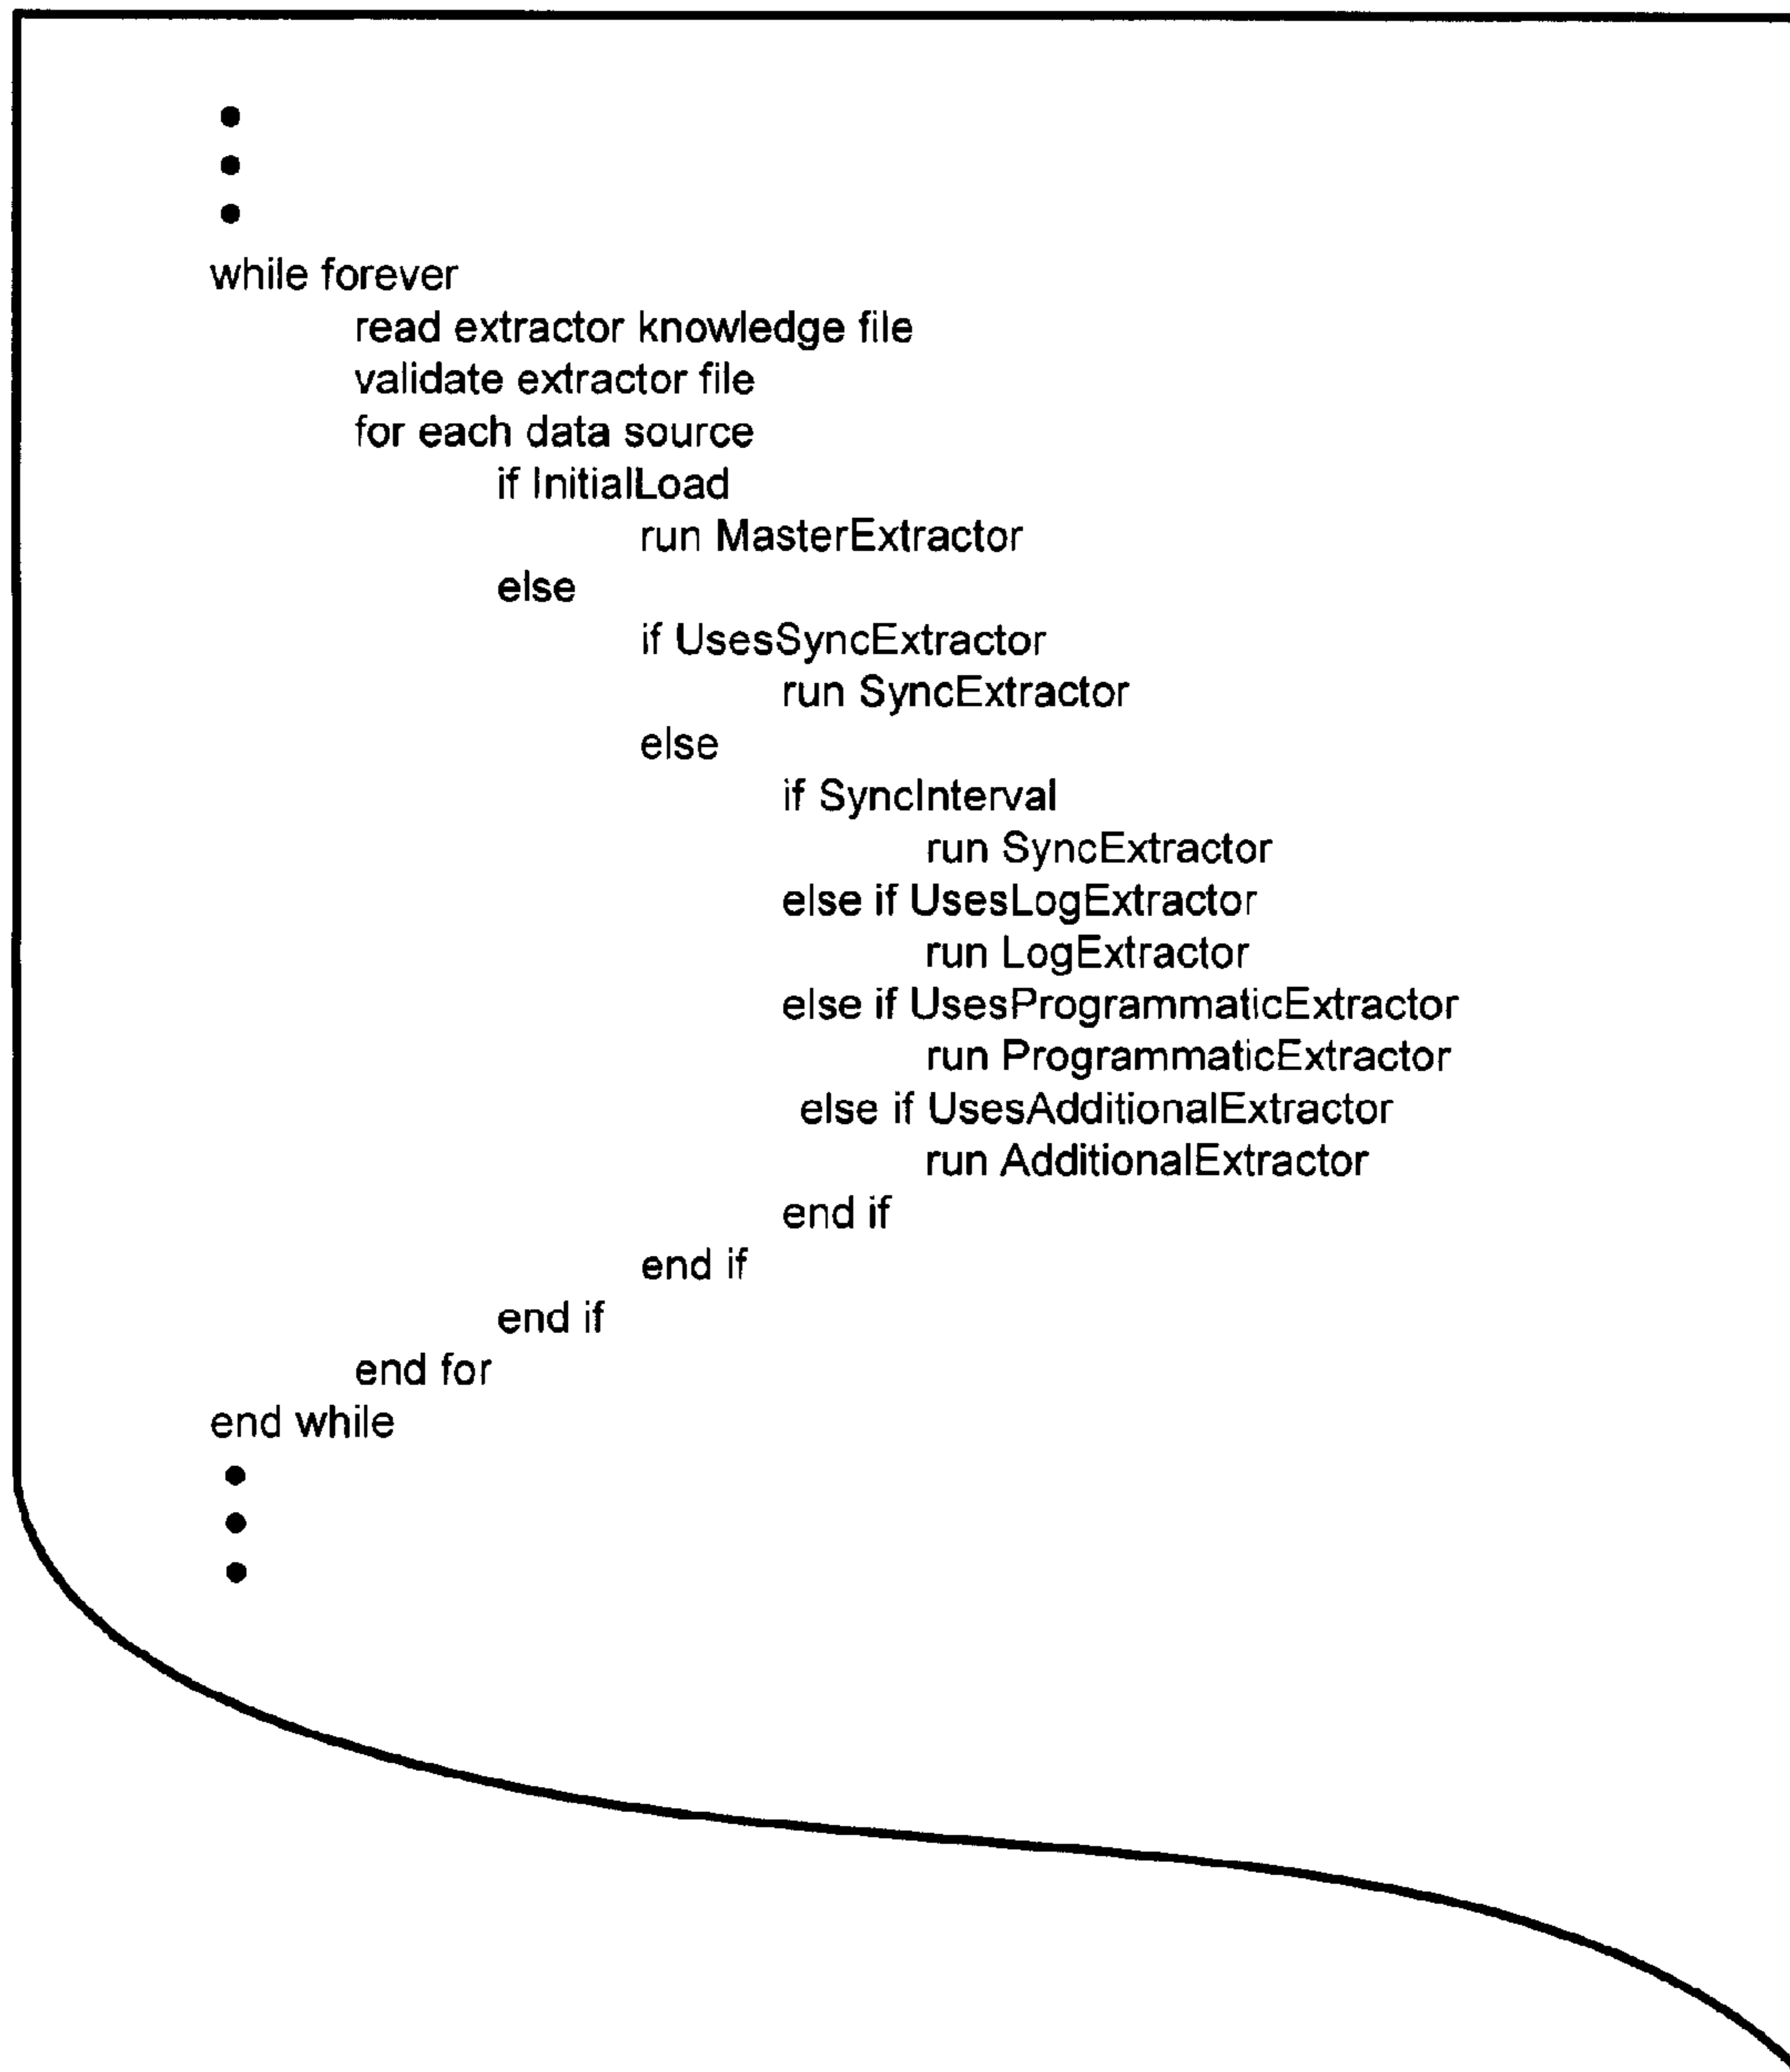 while forever
read extractor knowledge file
validate extractor file
for each data source
if InitialLoad
run MasterExtractor
else
if UsesSyncExtractor
run SyncExtractor
else
if SyncInterval
run SyncExtractor
else if UsesLogExtractor
run LogExtractor
else if UsesProgrammaticExtractor
run ProgrammaticExtractor
else if UsesAdditionalExtractor
run AdditionalExtractor
end if
end if
end if
end for
end while